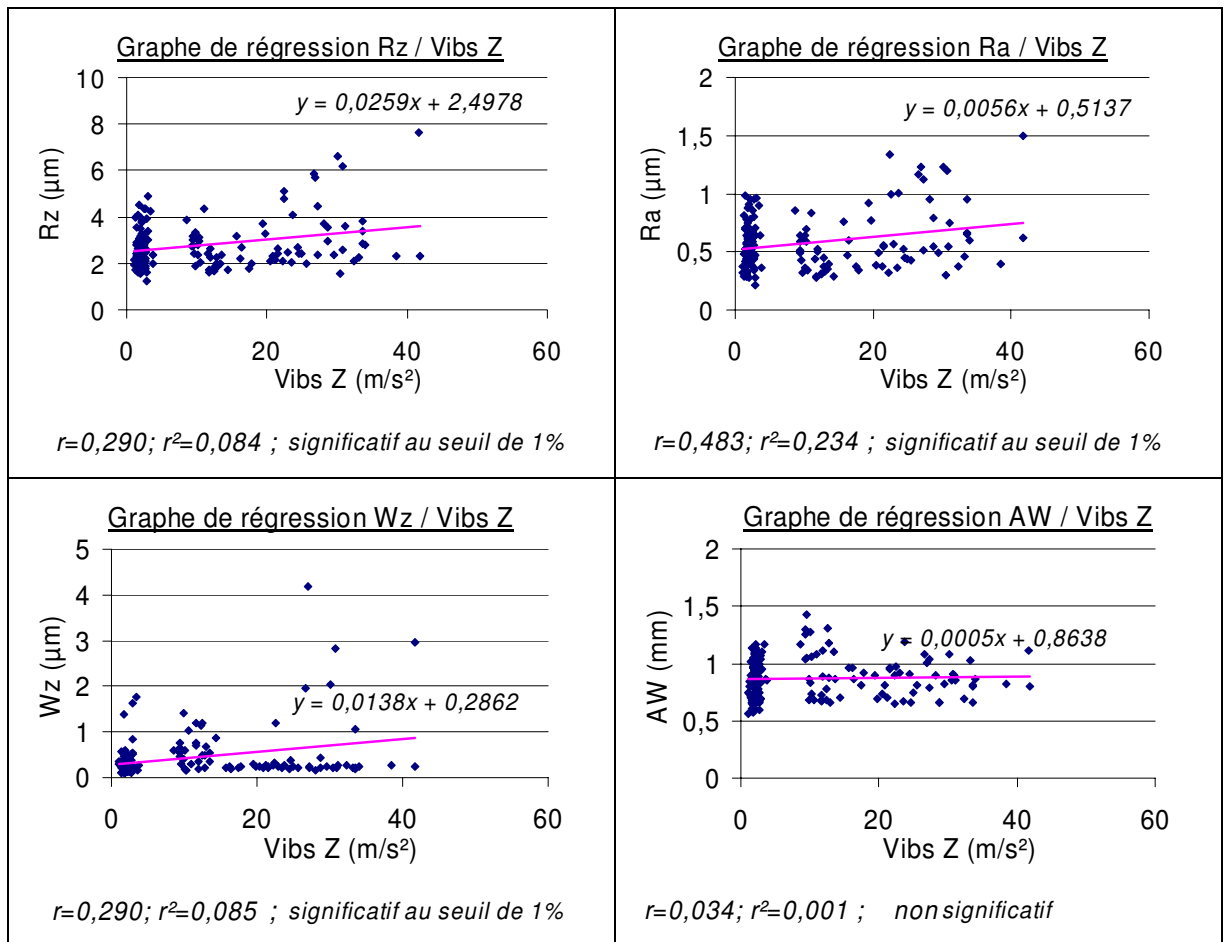 Graphe de régression Rz / Vibs Z
10
8
6
4
2
0
y = 0,0259x + 2,4978
Rz (µm)
0 20 40 60
Vibs Z (m/s²)
r=0,290; r²=0,084 ; significatif au seuil de 1%
Graphe de régression Ra / Vibs Z
2
1,5
1
0,5
0
y = 0,0056x + 0,5137
Ra (µm)
0 20 40 60
Vibs Z (m/s²)
r=0,483; r²=0,234 ; significatif au seuil de 1%
Graphe de régression Wz / Vibs Z
5
4
3
2
1
0
y = 0,0138x + 0,2862
Wz (µm)
0 20 40 60
Vibs Z (m/s²)
r=0,290; r²=0,085 ; significatif au seuil de 1%
Graphe de régression AW / Vibs Z
2
1,5
1
0,5
0
y = 0,0005x + 0,8638
AW (mm)
0 20 40 60
Vibs Z (m/s²)
r=0,034; r²=0,001 ; non significatif